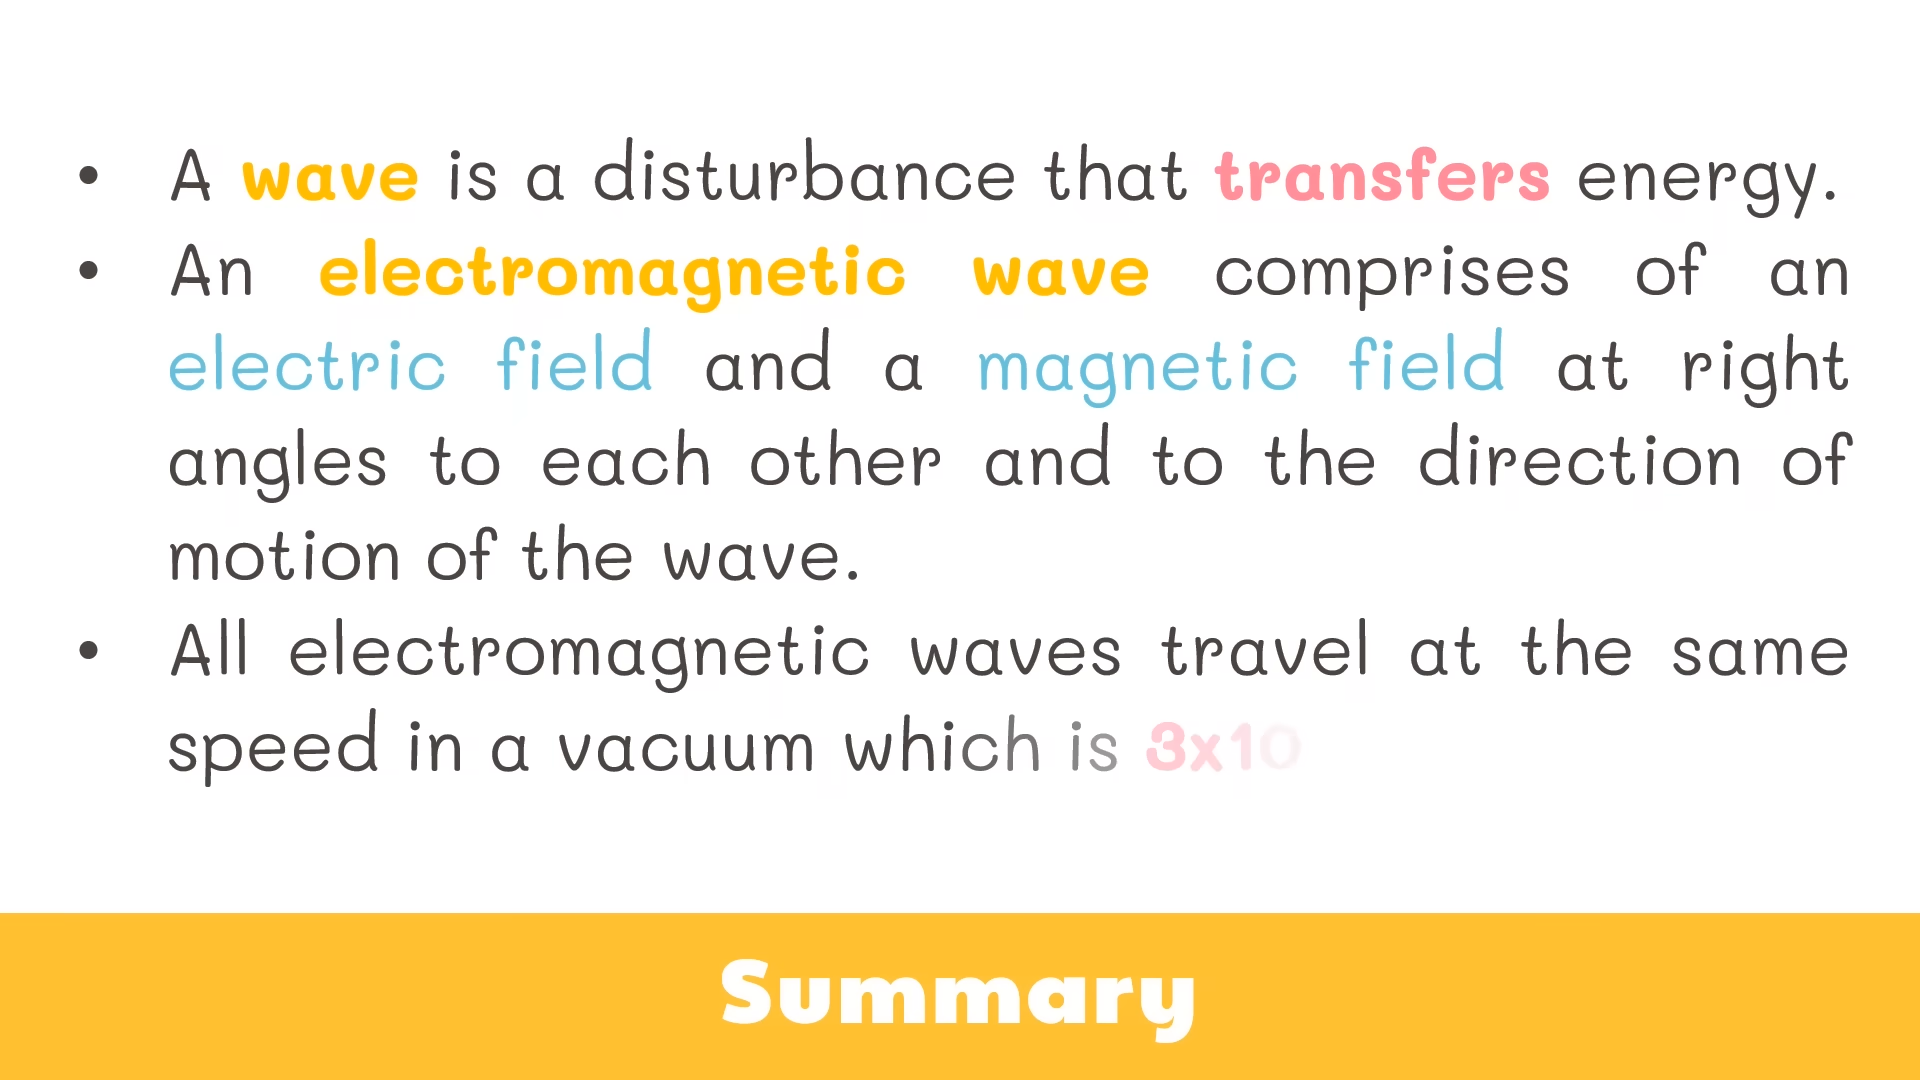 • A wave is a disturbance that transfers energy.
• An electromagnetic wave comprises of an
electric field and a magnetic field at right
angles to each other and to the direction of
motion of the wave.
• All electromagnetic waves travel at the same
speed in a vacuum which is 3x10
Summary